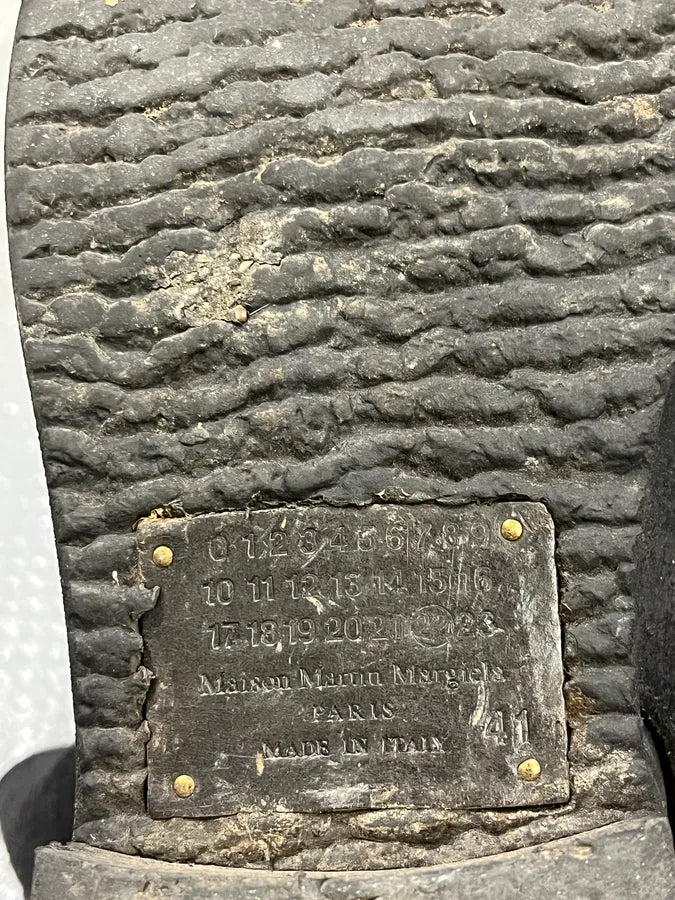 0 1 2 3 4 5 6 7 8 9
10 11 12 13 14 15 16
17 18 19 20 21 22 23
Maison Martin Margiela
PARIS
41
MADE IN ITALY